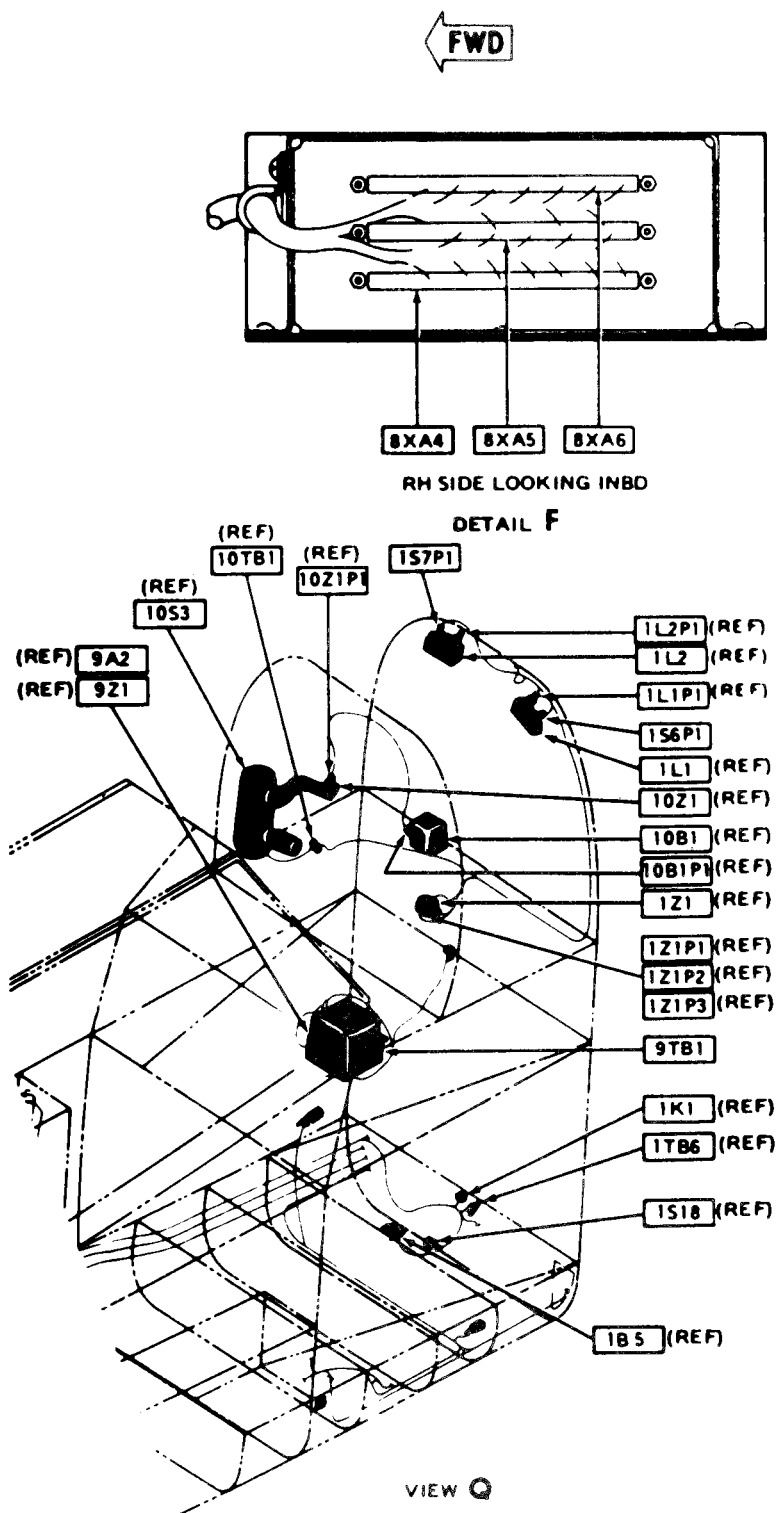 FWD
8XA4 8XA5 8XA6
RH SIDE LOOKING INBD
DETAIL F
(REF)
10TB1
(REF)
10Z1P1
1S7P1
(REF)
10S3
(REF) 9A2
(REF) 9Z1
1L2P1 (REF)
1L2 (REF)
1L1P1 (REF)
1S6P1
1L1 (REF)
10Z1 (REF)
10B1 (REF)
10B1P1 (REF)
1Z1 (REF)
1Z1P1 (REF)
1Z1P2 (REF)
1Z1P3 (REF)
9TB1
1K1 (REF)
1TB6 (REF)
1S18 (REF)
1B5 (REF)
VIEW Q